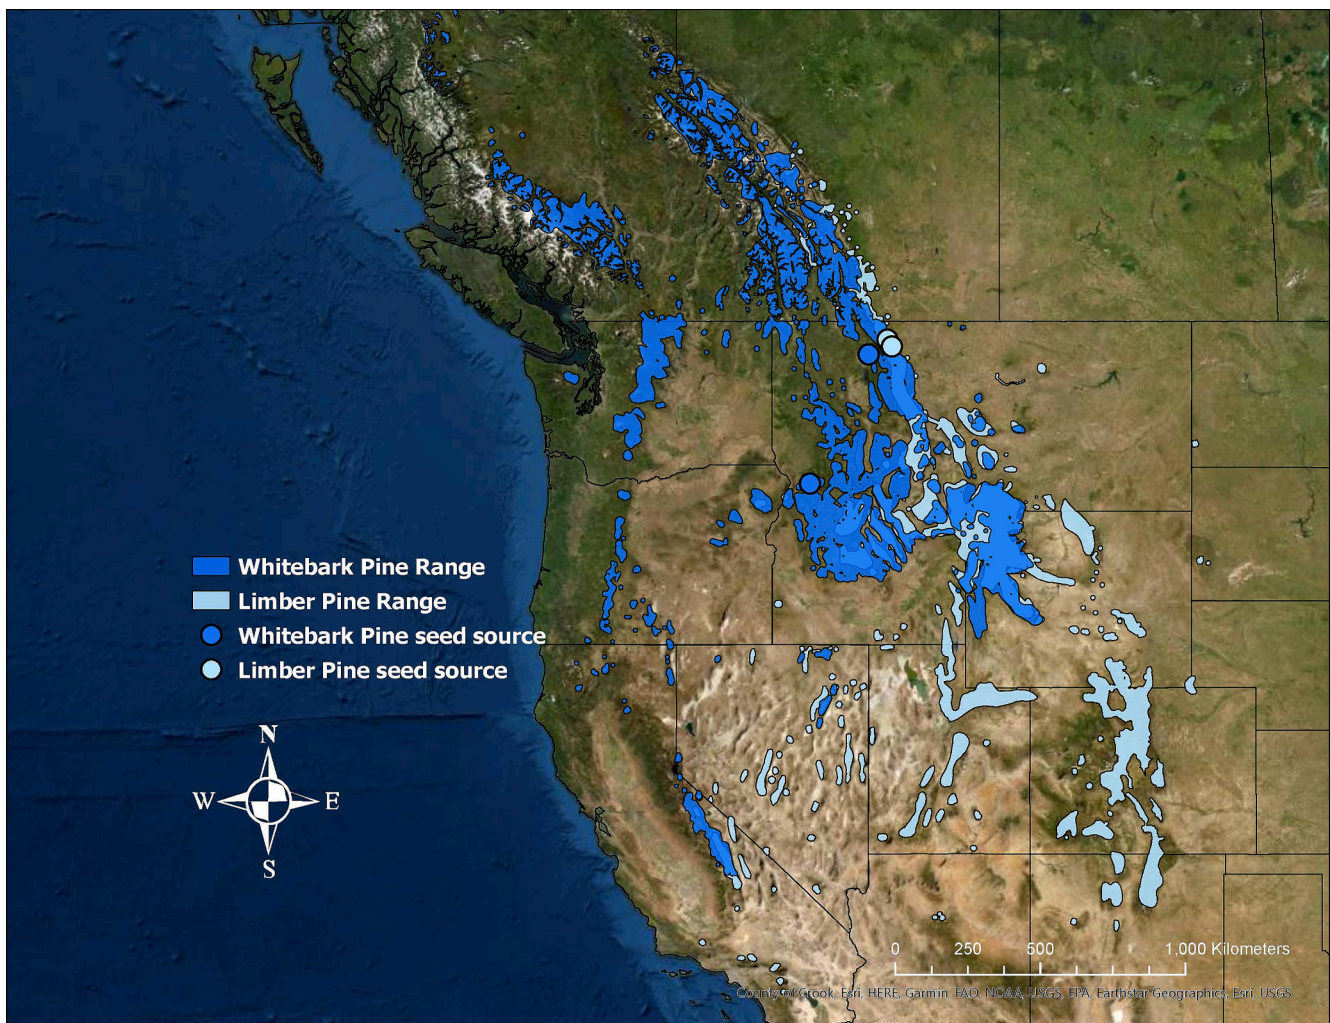 Whitebark Pine Range
Limber Pine Range
Whitebark Pine seed source
Limber Pine seed source
N
W E
S
0 250 500 1,000 Kilometers
County of Crook, Esri, HERE, Garmin, FAO, NOAA, USGS, EPA, Earthstar Geographics, Esri, USGS